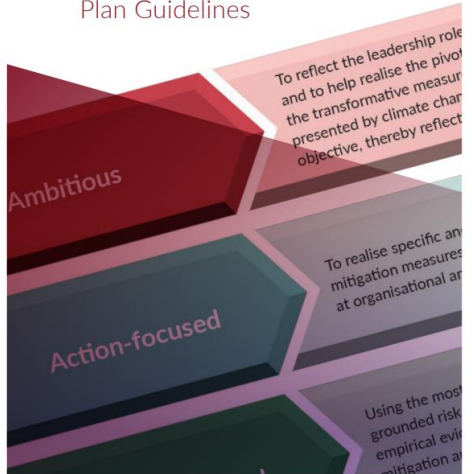 Plan Guidelines
To reflect the leadership role
and to help realise the pivot
the transformative measur
presented by climate chan
objective, thereby reflect
Ambitious
To realise specific an
mitigation measures
at organisational an
Action-focused
Using the most
grounded risk
empirical evi
mitigation a